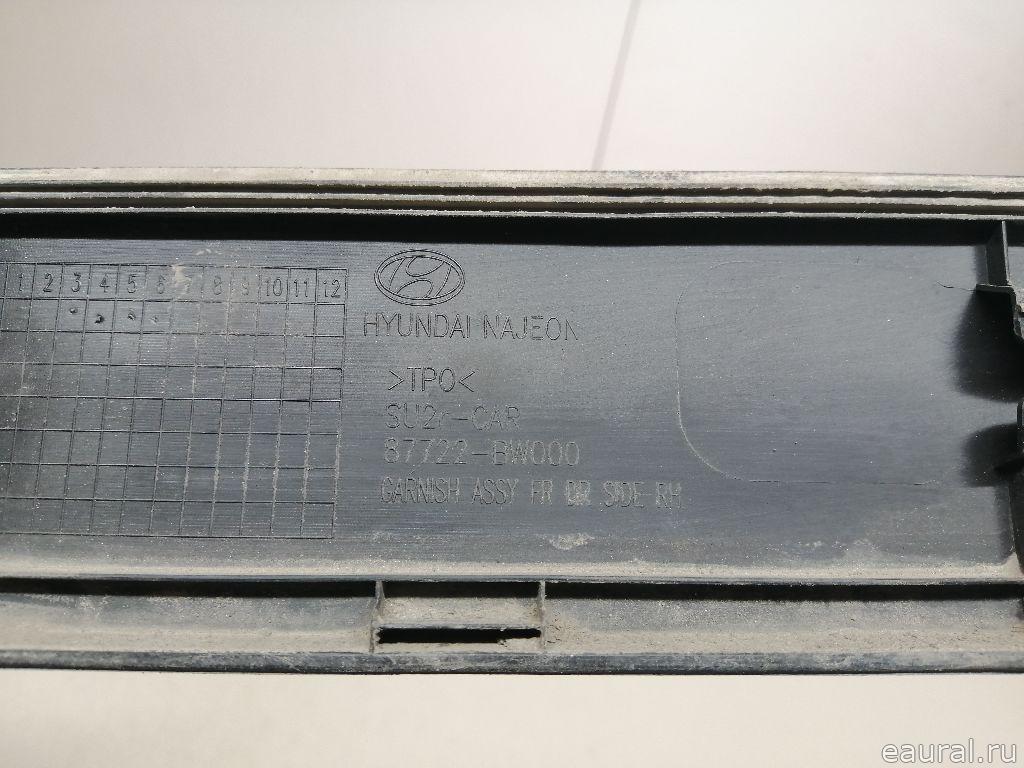 1 2 3 4 5 6 7 8 9 10 11 12
HYUNDAI NAJEON
>TPO<
SU2r-CAR
87722-BW000
GARNISH ASSY FR DR SIDE RH
eaural.ru